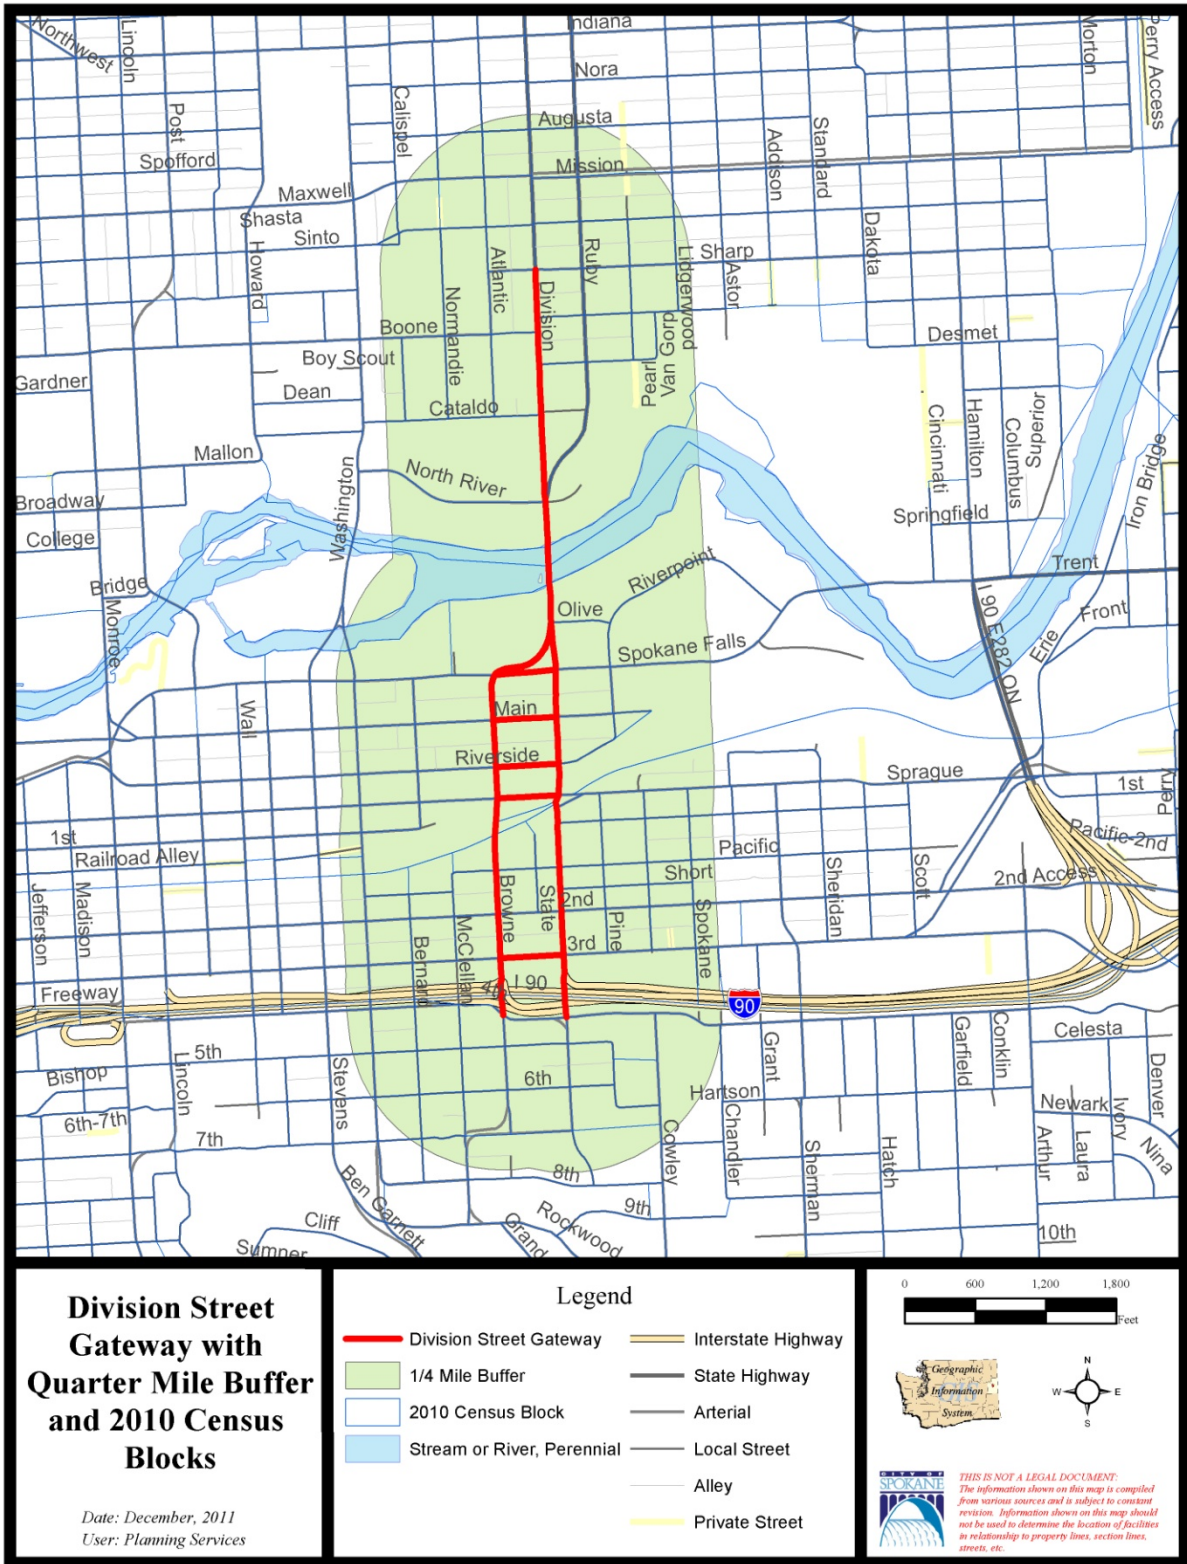 Indiana
Northwest
Lincoln
Morton
Perry Access
Nora
Calispel
Post
Augusta
Addison
Standard
Spofford
Mission
Maxwell
Shasta
Sinto
Howard
Dakota
Atlantic
Ruby
Lidgerwood
Sharp
Astor
Normandie
Division
Boone
Boy Scout
Desmet
Gardner
Dean
Pearl
Van Gorp
Cataldo
Cincinnati
Hamilton
Columbus
Superior
Mallon
North River
Washington
Iron Bridge
Broadway
College
Springfield
Bridge
Monroe
Riverpoint
Trent
Olive
I 90 E282 ON
Front
Erie
Spokane Falls
Wall
Main
Riverside
Sprague
1st
Perry
1st
Railroad Alley
Pacific
Pacific-2nd
Short
2nd Access
Jefferson
Madison
Browne
State
2nd
Pine
Spokane
Sheridan
Scott
Bernard
McClellan
3rd
4th
I 90
Freeway
90
5th
Bishop
Lincoln
Stevens
6th
Grant
Garfield
Conklin
Celesta
Denver
Hartson
6th-7th
7th
Newark
Ivory
Cowley
Chandler
Sherman
Hatch
Arthur
Laura
Nina
8th
Ben Garnett
9th
Cliff
Grand
Rockwood
10th
Sumner
Division Street
Gateway with
Quarter Mile Buffer
and 2010 Census
Blocks
Date: December, 2011
User: Planning Services
Legend
Division Street Gateway
1/4 Mile Buffer
2010 Census Block
Stream or River, Perennial
Interstate Highway
State Highway
Arterial
Local Street
Alley
Private Street
0 600 1,200 1,800
Feet
Geographic
Information
System
GIS
N
W E
S
CITY OF
SPOKANE
THIS IS NOT A LEGAL DOCUMENT:
The information shown on this map is compiled
from various sources and is subject to constant
revision. Information shown on this map should
not be used to determine the location of facilities
in relationship to property lines, section lines,
streets, etc.